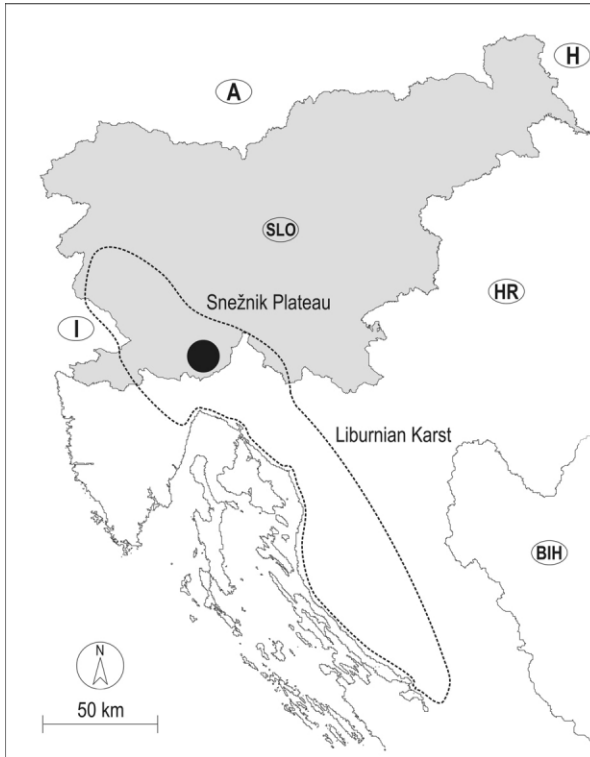 H
A
SLO
Snežnik Plateau
HR
I
Liburnian Karst
BIH
N
50 km